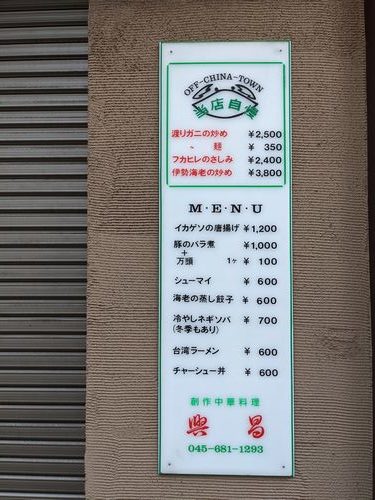 OFF-CHINA-TOWN
当店自慢
渡りガニの炒め ¥2,500
〃 麺 ¥ 350
フカヒレのさしみ ¥2,400
伊勢海老の炒め ¥3,800
M・E・N・U
イカゲソの唐揚げ ¥1,200
豚のバラ煮 ¥1,000
+
万頭 1ヶ ¥ 100
シューマイ ¥ 600
海老の蒸し餃子 ¥ 600
冷やしネギソバ ¥ 700
(冬季もあり)
台湾ラーメン ¥ 600
チャーシュー丼 ¥ 600
創作中華料理
興昌
045-681-1293